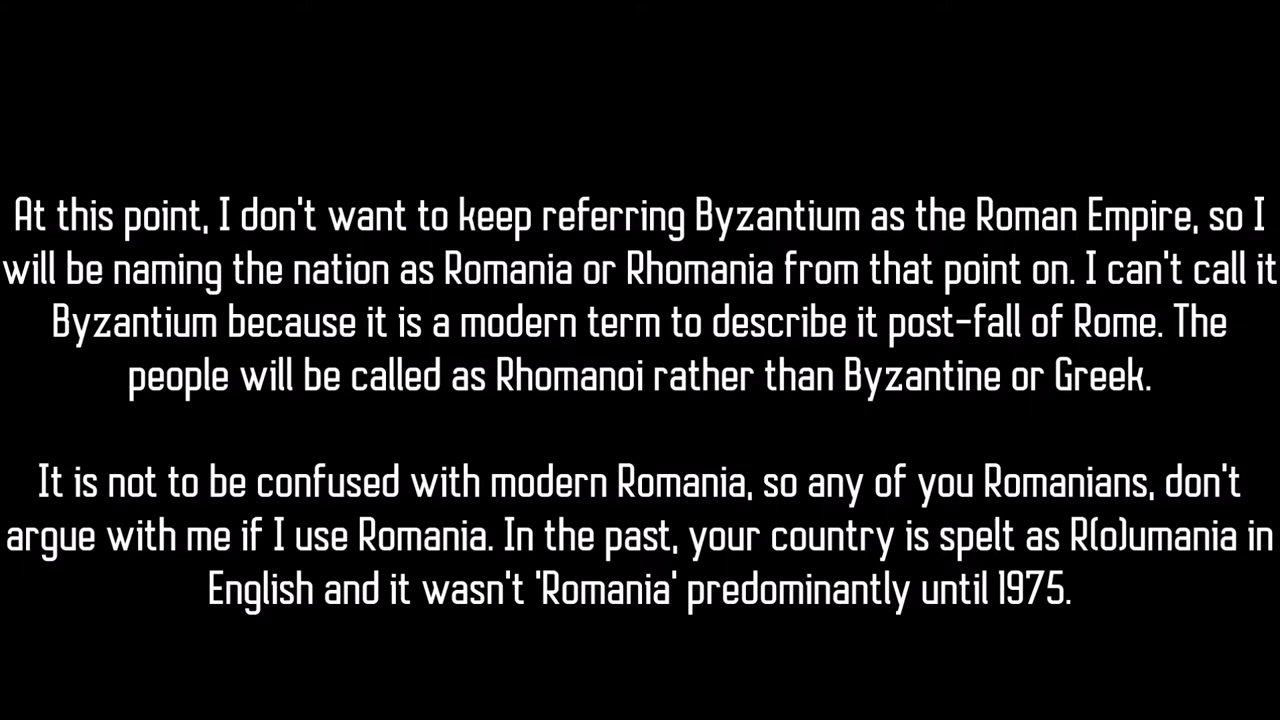 At this point, I don't want to keep referring Byzantium as the Roman Empire, so I
will be naming the nation as Romania or Rhomania from that point on. I can't call it
Byzantium because it is a modern term to describe it post-fall of Rome. The
people will be called as Rhomanoi rather than Byzantine or Greek.
It is not to be confused with modern Romania, so any of you Romanians, don't
argue with me if I use Romania. In the past, your country is spelt as R(o)umania in
English and it wasn't 'Romania' predominantly until 1975.